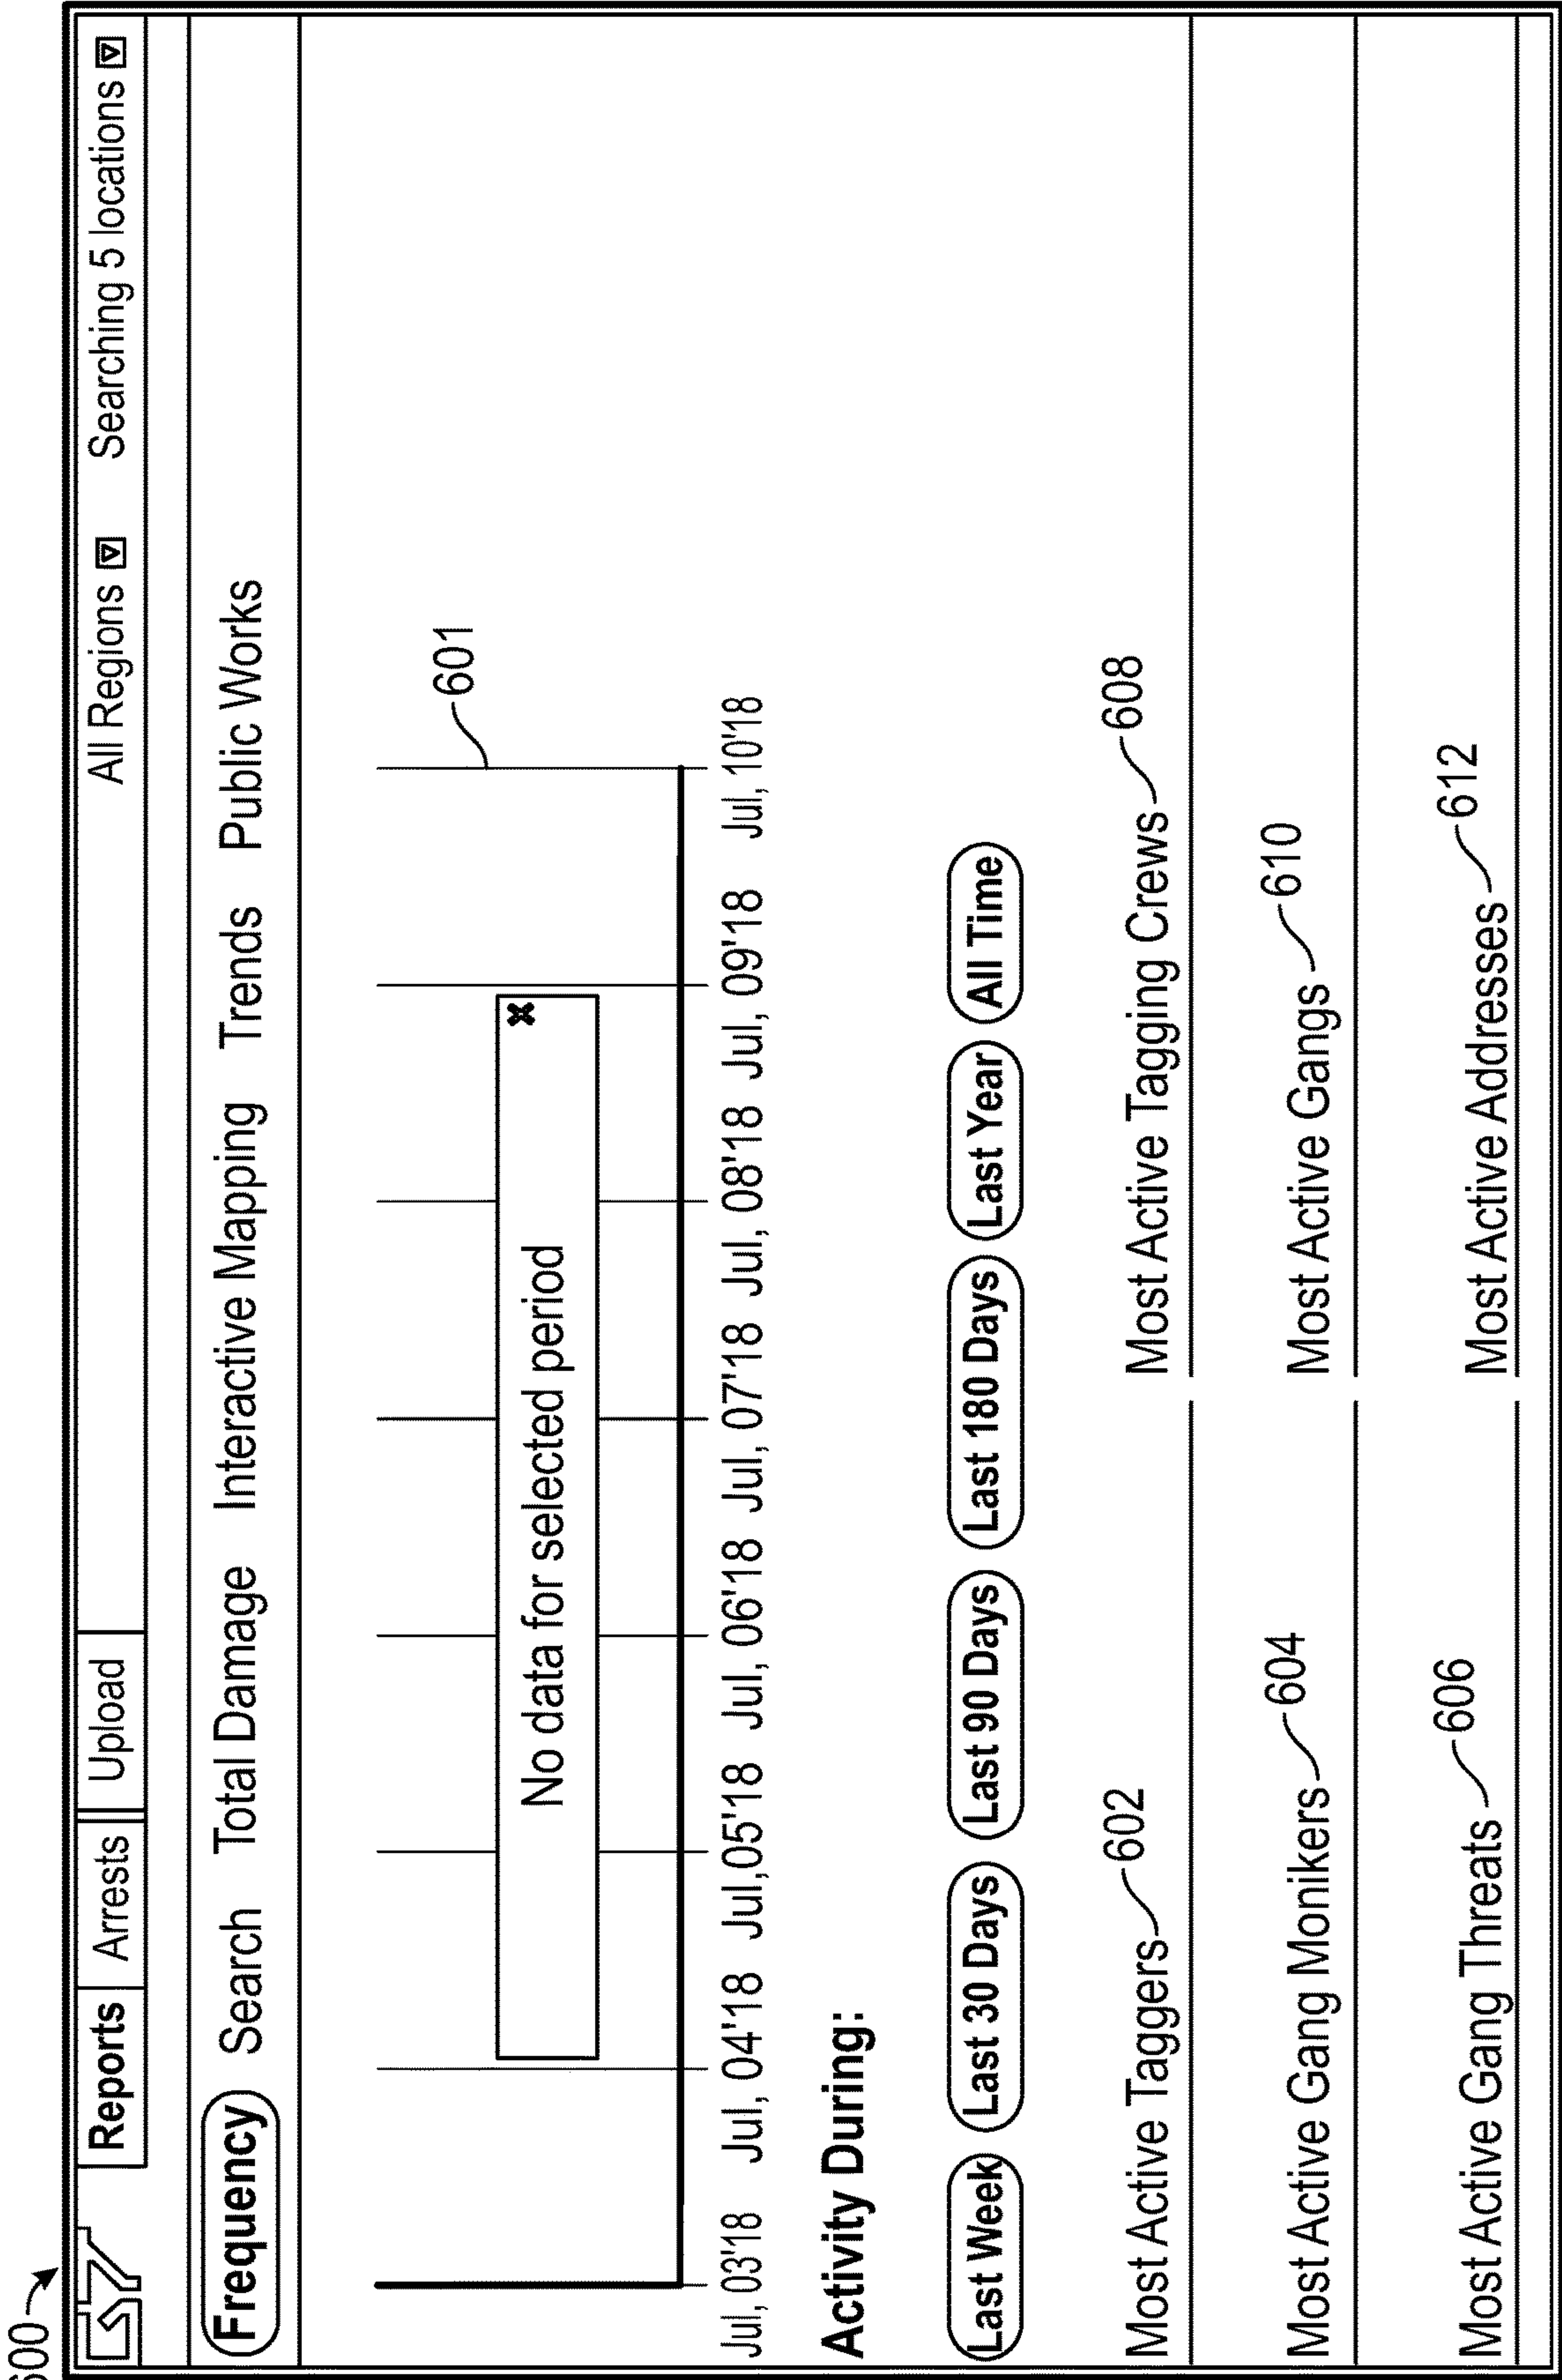 600
Reports Arrests Upload All Regions Searching 5 locations
Frequency Search Total Damage Interactive Mapping Trends Public Works
601
No data for selected period x
Jul, 03'18 Jul, 04'18 Jul,05'18 Jul, 06'18 Jul, 07'18 Jul, 08'18 Jul, 09'18 Jul, 10'18
Activity During:
Last Week Last 30 Days Last 90 Days Last 180 Days Last Year All Time
Most Active Taggers 602 Most Active Tagging Crews 608
Most Active Gang Monikers 604 Most Active Gangs 610
Most Active Gang Threats 606 Most Active Addresses 612